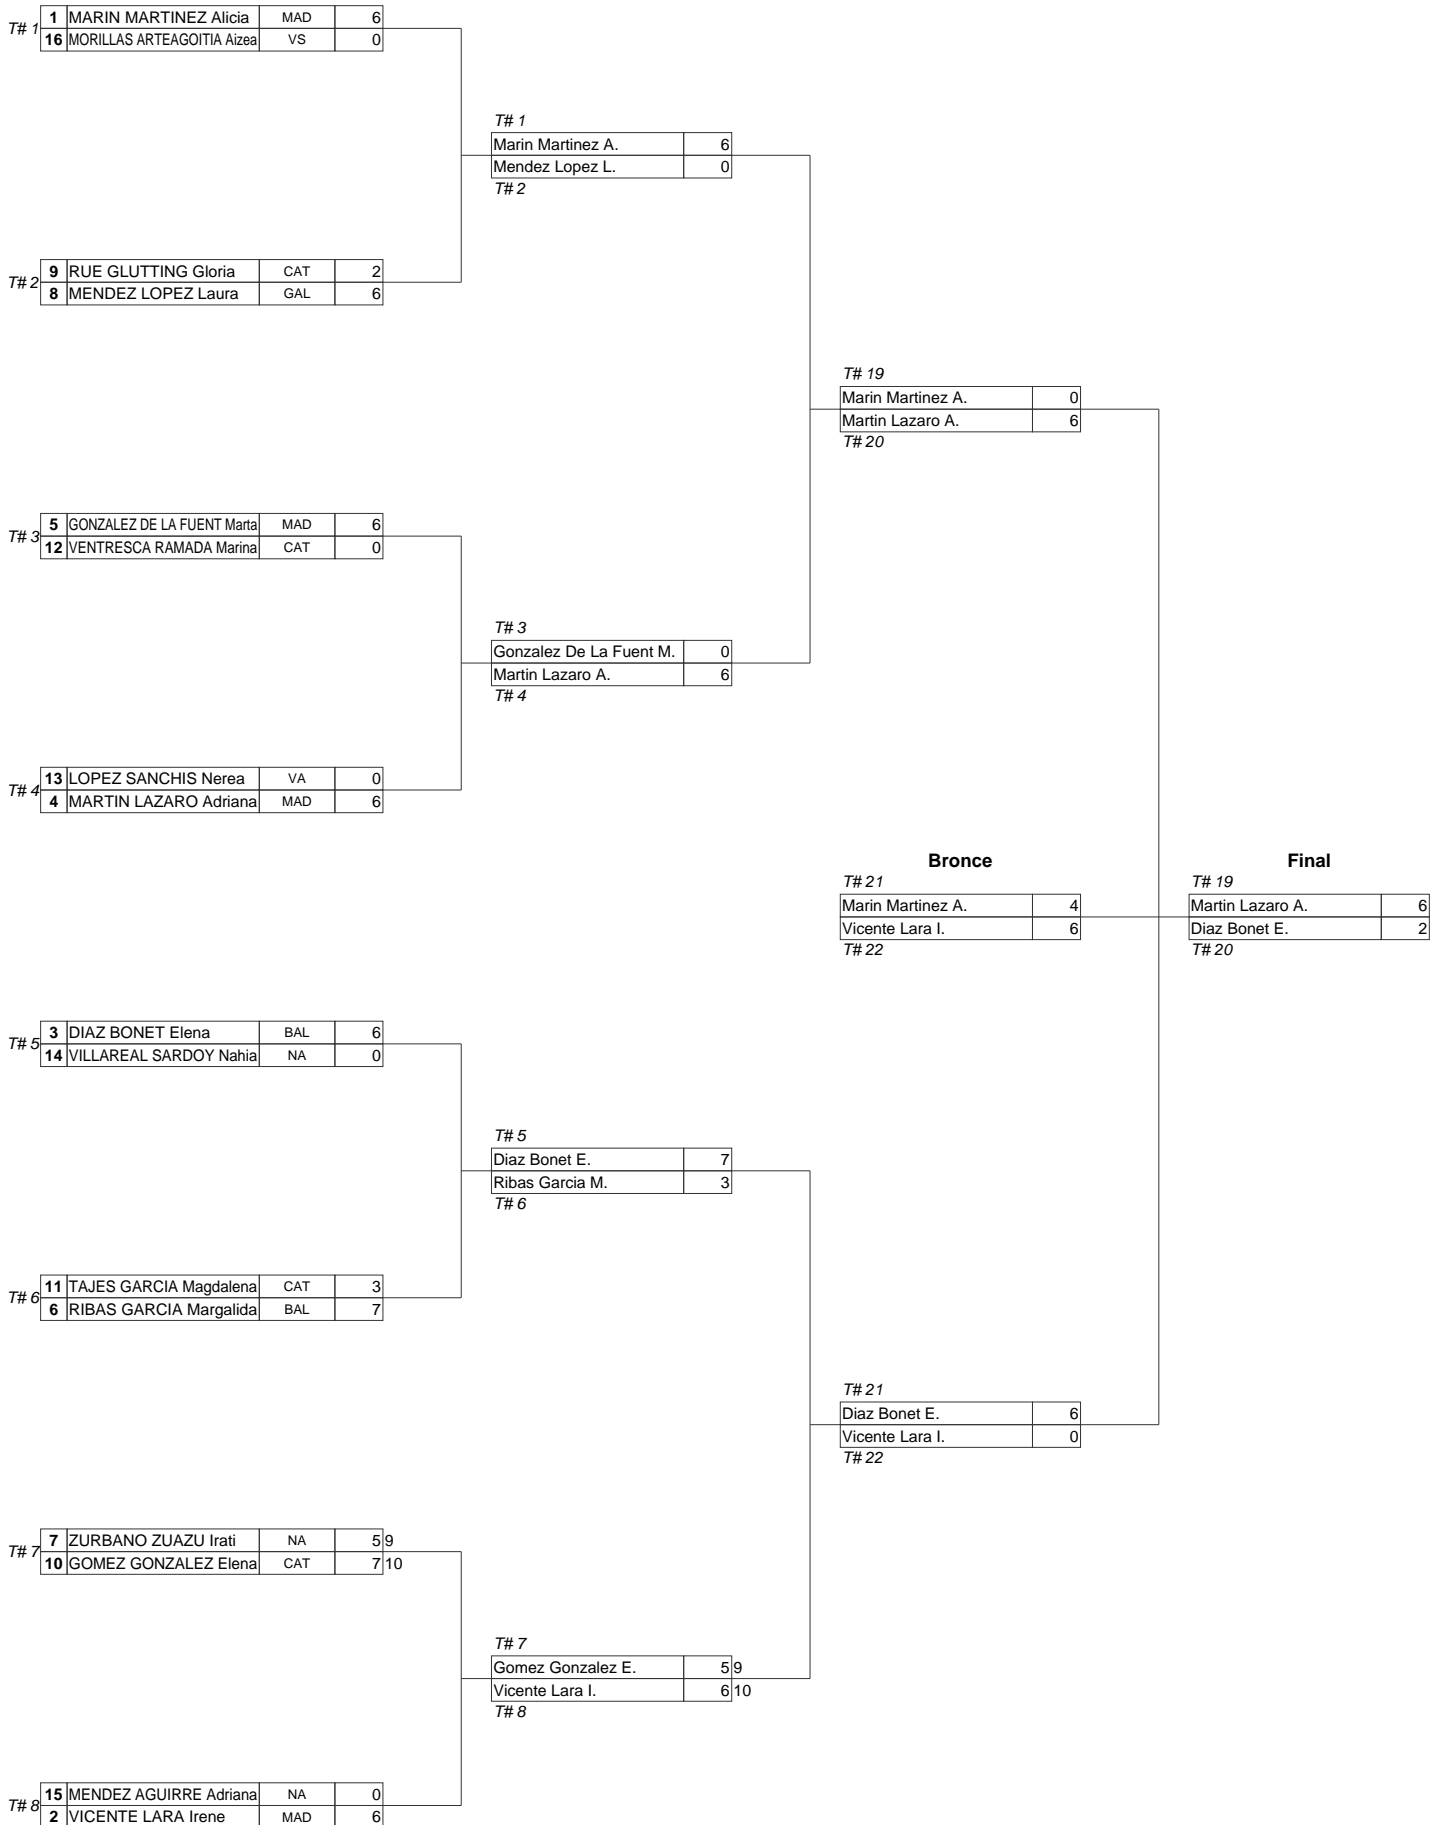 T# 1
1 MARIN MARTINEZ Alicia MAD 6
16 MORILLAS ARTEAGOITIA Aizea VS 0
T# 1
Marin Martinez A. 6
Mendez Lopez L. 0
T# 2
T# 2
9 RUE GLUTTING Gloria CAT 2
8 MENDEZ LOPEZ Laura GAL 6
T# 19
Marin Martinez A. 0
Martin Lazaro A. 6
T# 20
T# 3
5 GONZALEZ DE LA FUENT Marta MAD 6
12 VENTRESCA RAMADA Marina CAT 0
T# 3
Gonzalez De La Fuent M. 0
Martin Lazaro A. 6
T# 4
T# 4
13 LOPEZ SANCHIS Nerea VA 0
4 MARTIN LAZARO Adriana MAD 6
Bronce
T# 21
Marin Martinez A. 4
Vicente Lara I. 6
T# 22
Final
T# 19
Martin Lazaro A. 6
Diaz Bonet E. 2
T# 20
T# 5
3 DIAZ BONET Elena BAL 6
14 VILLAREAL SARDOY Nahia NA 0
T# 5
Diaz Bonet E. 7
Ribas Garcia M. 3
T# 6
T# 6
11 TAJES GARCIA Magdalena CAT 3
6 RIBAS GARCIA Margalida BAL 7
T# 21
Diaz Bonet E. 6
Vicente Lara I. 0
T# 22
T# 7
7 ZURBANO ZUAZU Irati NA 5 9
10 GOMEZ GONZALEZ Elena CAT 7 10
T# 7
Gomez Gonzalez E. 5 9
Vicente Lara I. 6 10
T# 8
T# 8
15 MENDEZ AGUIRRE Adriana NA 0
2 VICENTE LARA Irene MAD 6